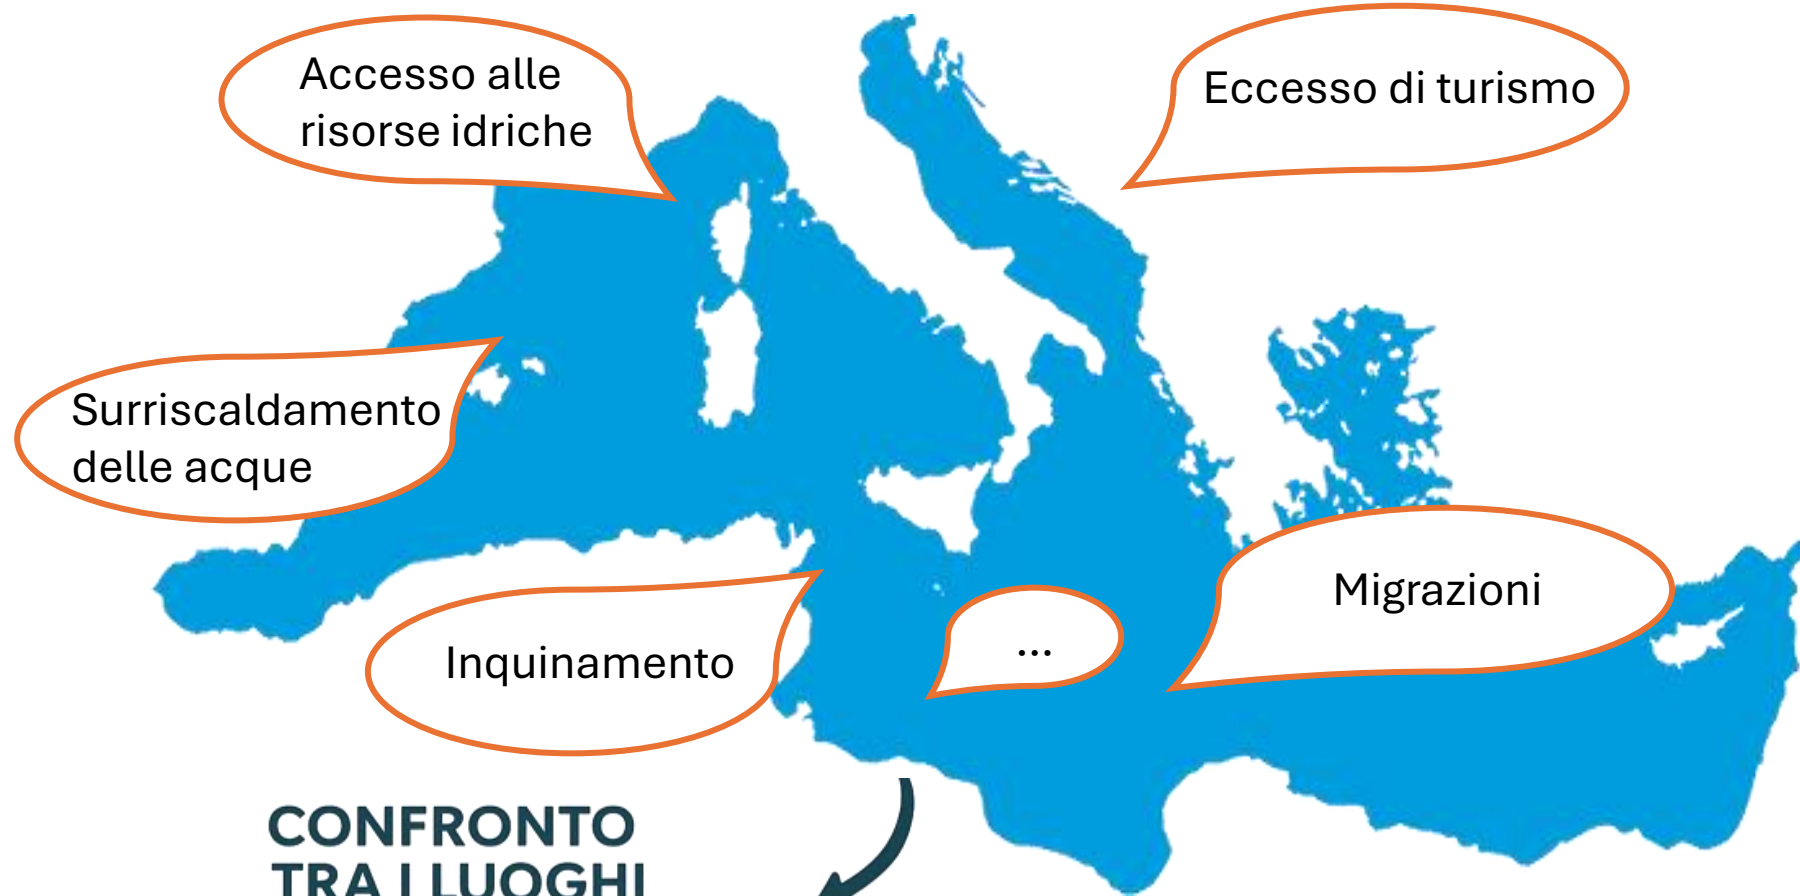 Accesso alle
risorse idriche
Eccesso di turismo
Surriscaldamento
delle acque
Migrazioni
Inquinamento
...
CONFRONTO
TRA I LUOGHI